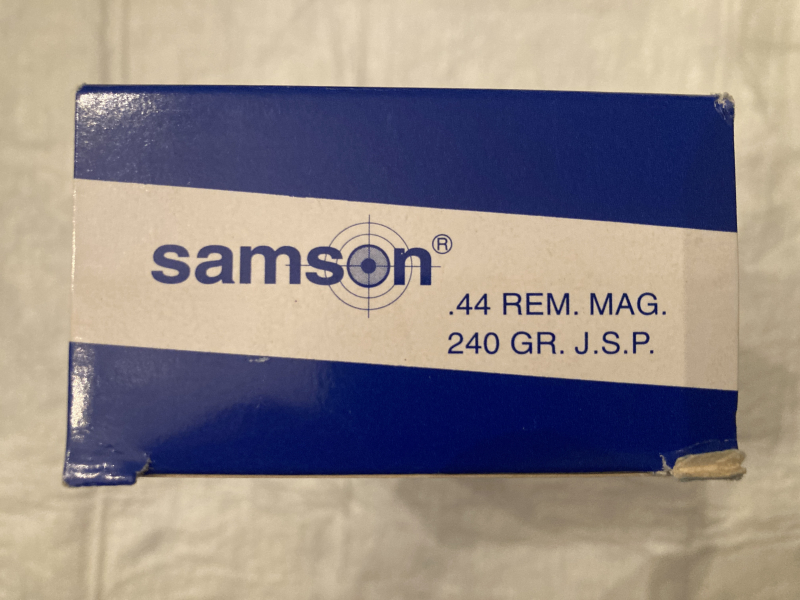 samson®
.44 REM. MAG.
240 GR. J.S.P.